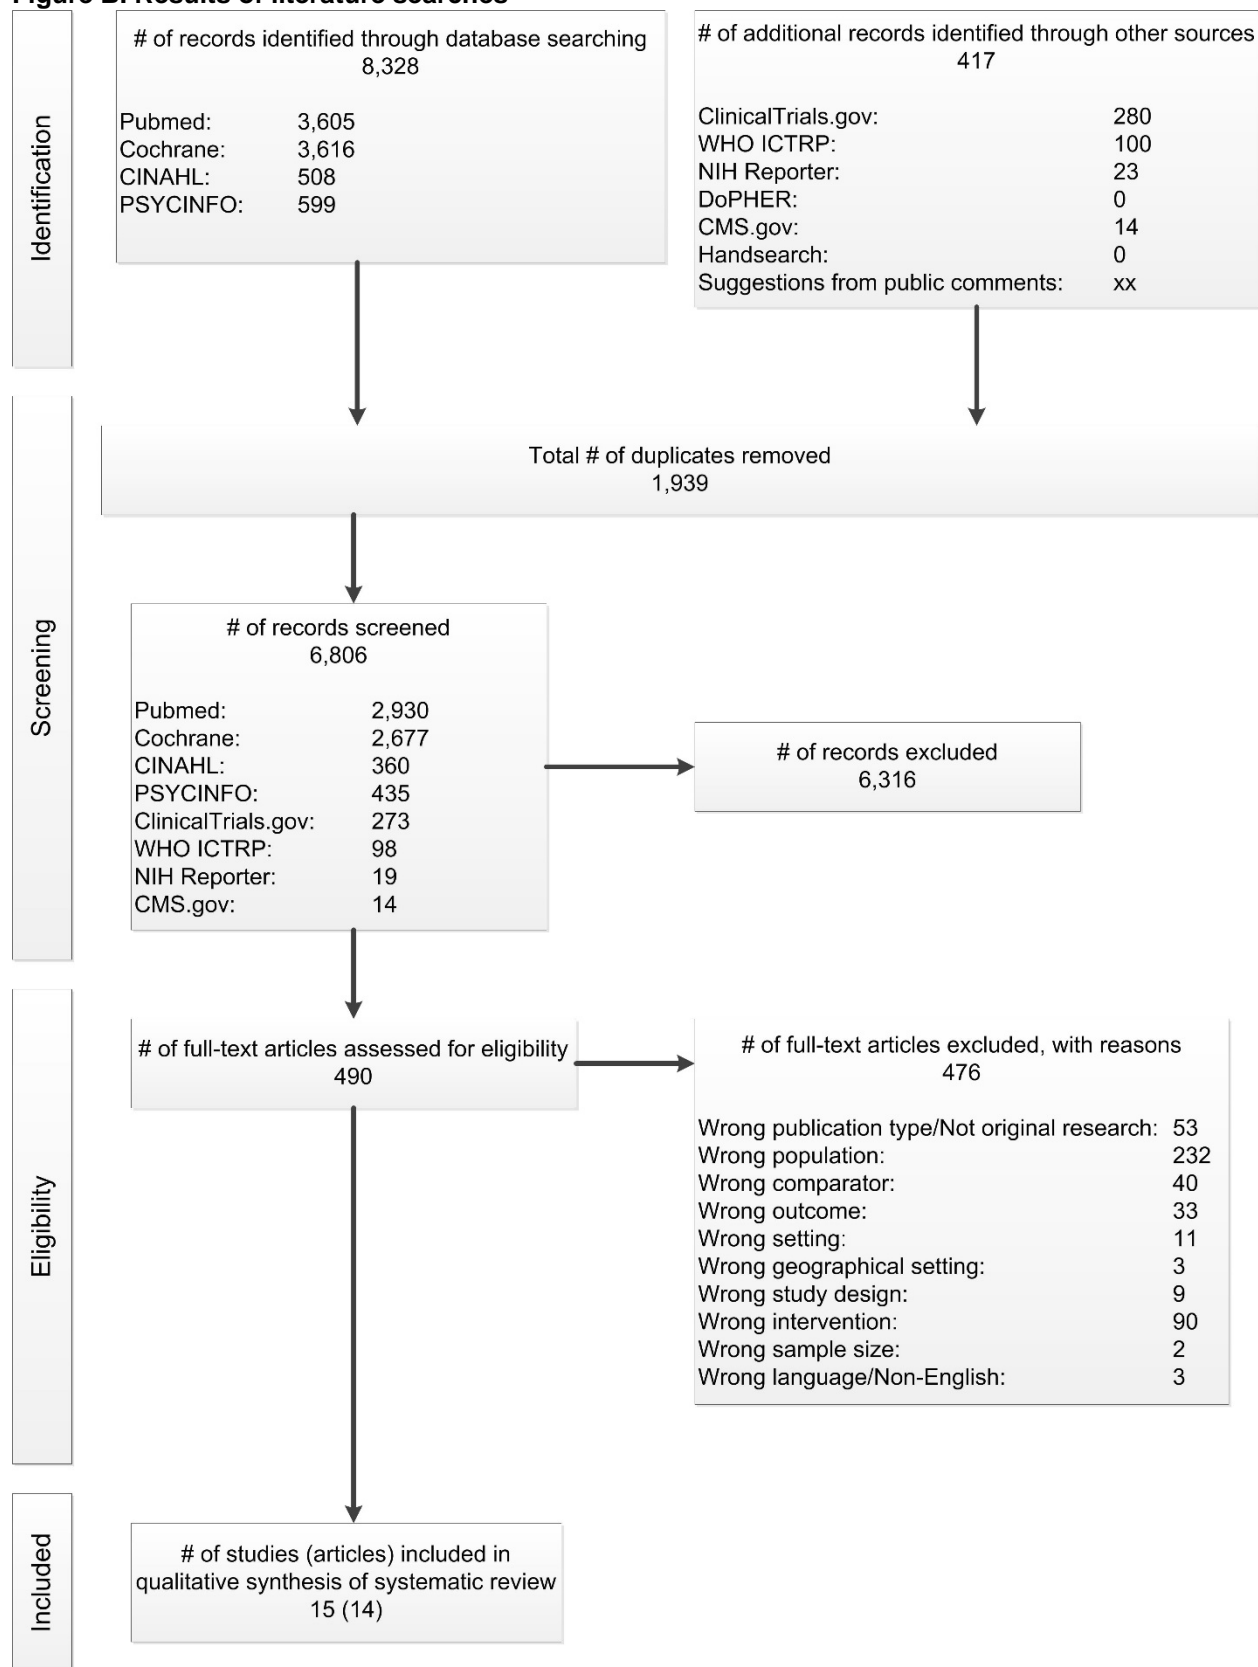 Figure B. Results of literature searches
Identification
# of records identified through database searching
8,328
Pubmed: 3,605
Cochrane: 3,616
CINAHL: 508
PSYCINFO: 599
# of additional records identified through other sources
417
ClinicalTrials.gov: 280
WHO ICTRP: 100
NIH Reporter: 23
DoPHER: 0
CMS.gov: 14
Handsearch: 0
Suggestions from public comments: xx
Screening
Total # of duplicates removed
1,939
# of records screened
6,806
Pubmed: 2,930
Cochrane: 2,677
CINAHL: 360
PSYCINFO: 435
ClinicalTrials.gov: 273
WHO ICTRP: 98
NIH Reporter: 19
CMS.gov: 14
# of records excluded
6,316
Eligibility
# of full-text articles assessed for eligibility
490
# of full-text articles excluded, with reasons
476
Wrong publication type/Not original research: 53
Wrong population: 232
Wrong comparator: 40
Wrong outcome: 33
Wrong setting: 11
Wrong geographical setting: 3
Wrong study design: 9
Wrong intervention: 90
Wrong sample size: 2
Wrong language/Non-English: 3
Included
# of studies (articles) included in
qualitative synthesis of systematic review
15 (14)